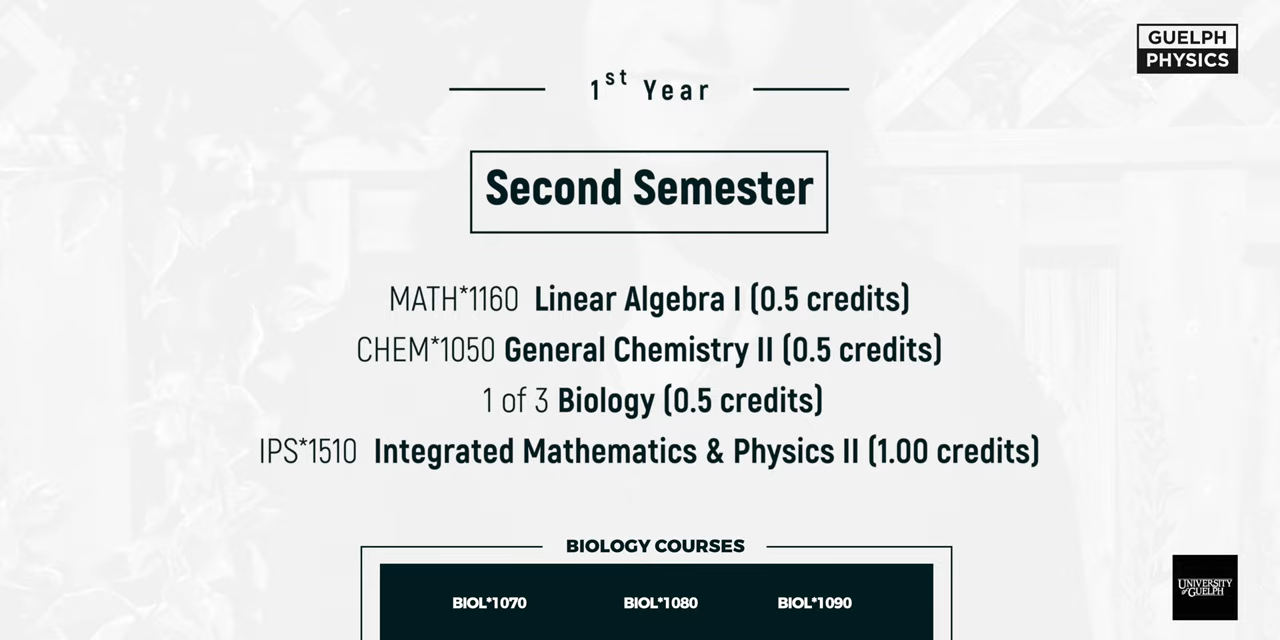 GUELPH
PHYSICS
1st Year
Second Semester
MATH*1160 Linear Algebra I (0.5 credits)
CHEM*1050 General Chemistry II (0.5 credits)
1 of 3 Biology (0.5 credits)
IPS*1510 Integrated Mathematics & Physics II (1.00 credits)
BIOLOGY COURSES
BIOL*1070 BIOL*1080 BIOL*1090
UNIVERSITY
of GUELPH